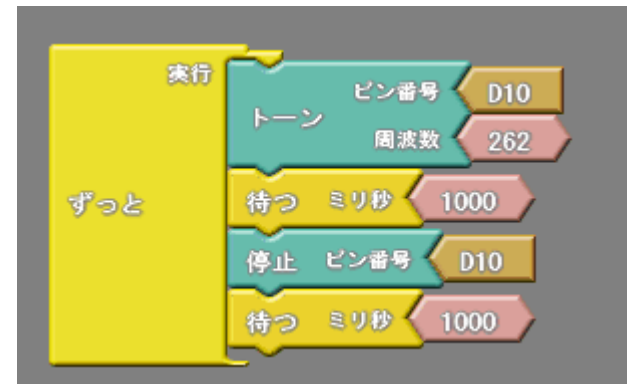 実行
ピン番号 D10
トーン
周波数 262
ずっと
待つ ミリ秒 1000
停止 ピン番号 D10
待つ ミリ秒 1000